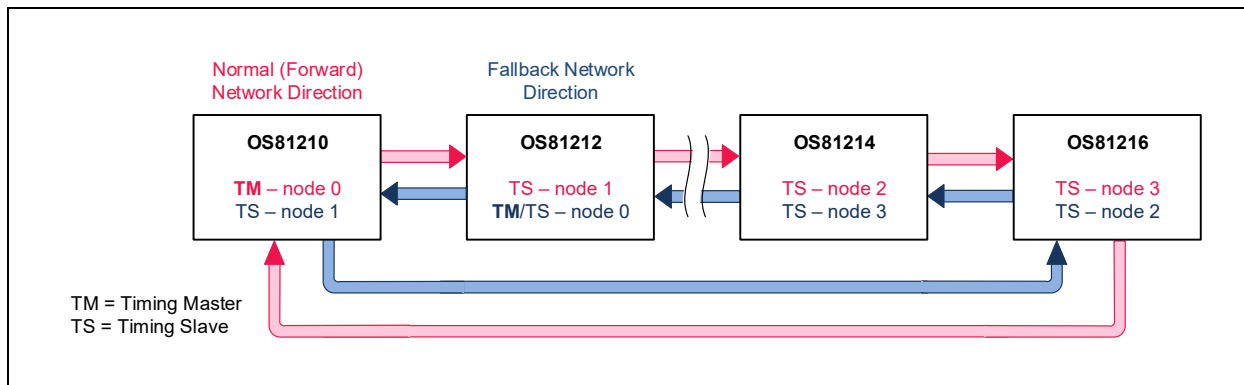 Normal (Forward)
Network Direction
Fallback Network
Direction
OS81210
TM – node 0
TS – node 1
OS81212
TS – node 1
TM/TS – node 0
OS81214
TS – node 2
TS – node 3
OS81216
TS – node 3
TS – node 2
TM = Timing Master
TS = Timing Slave